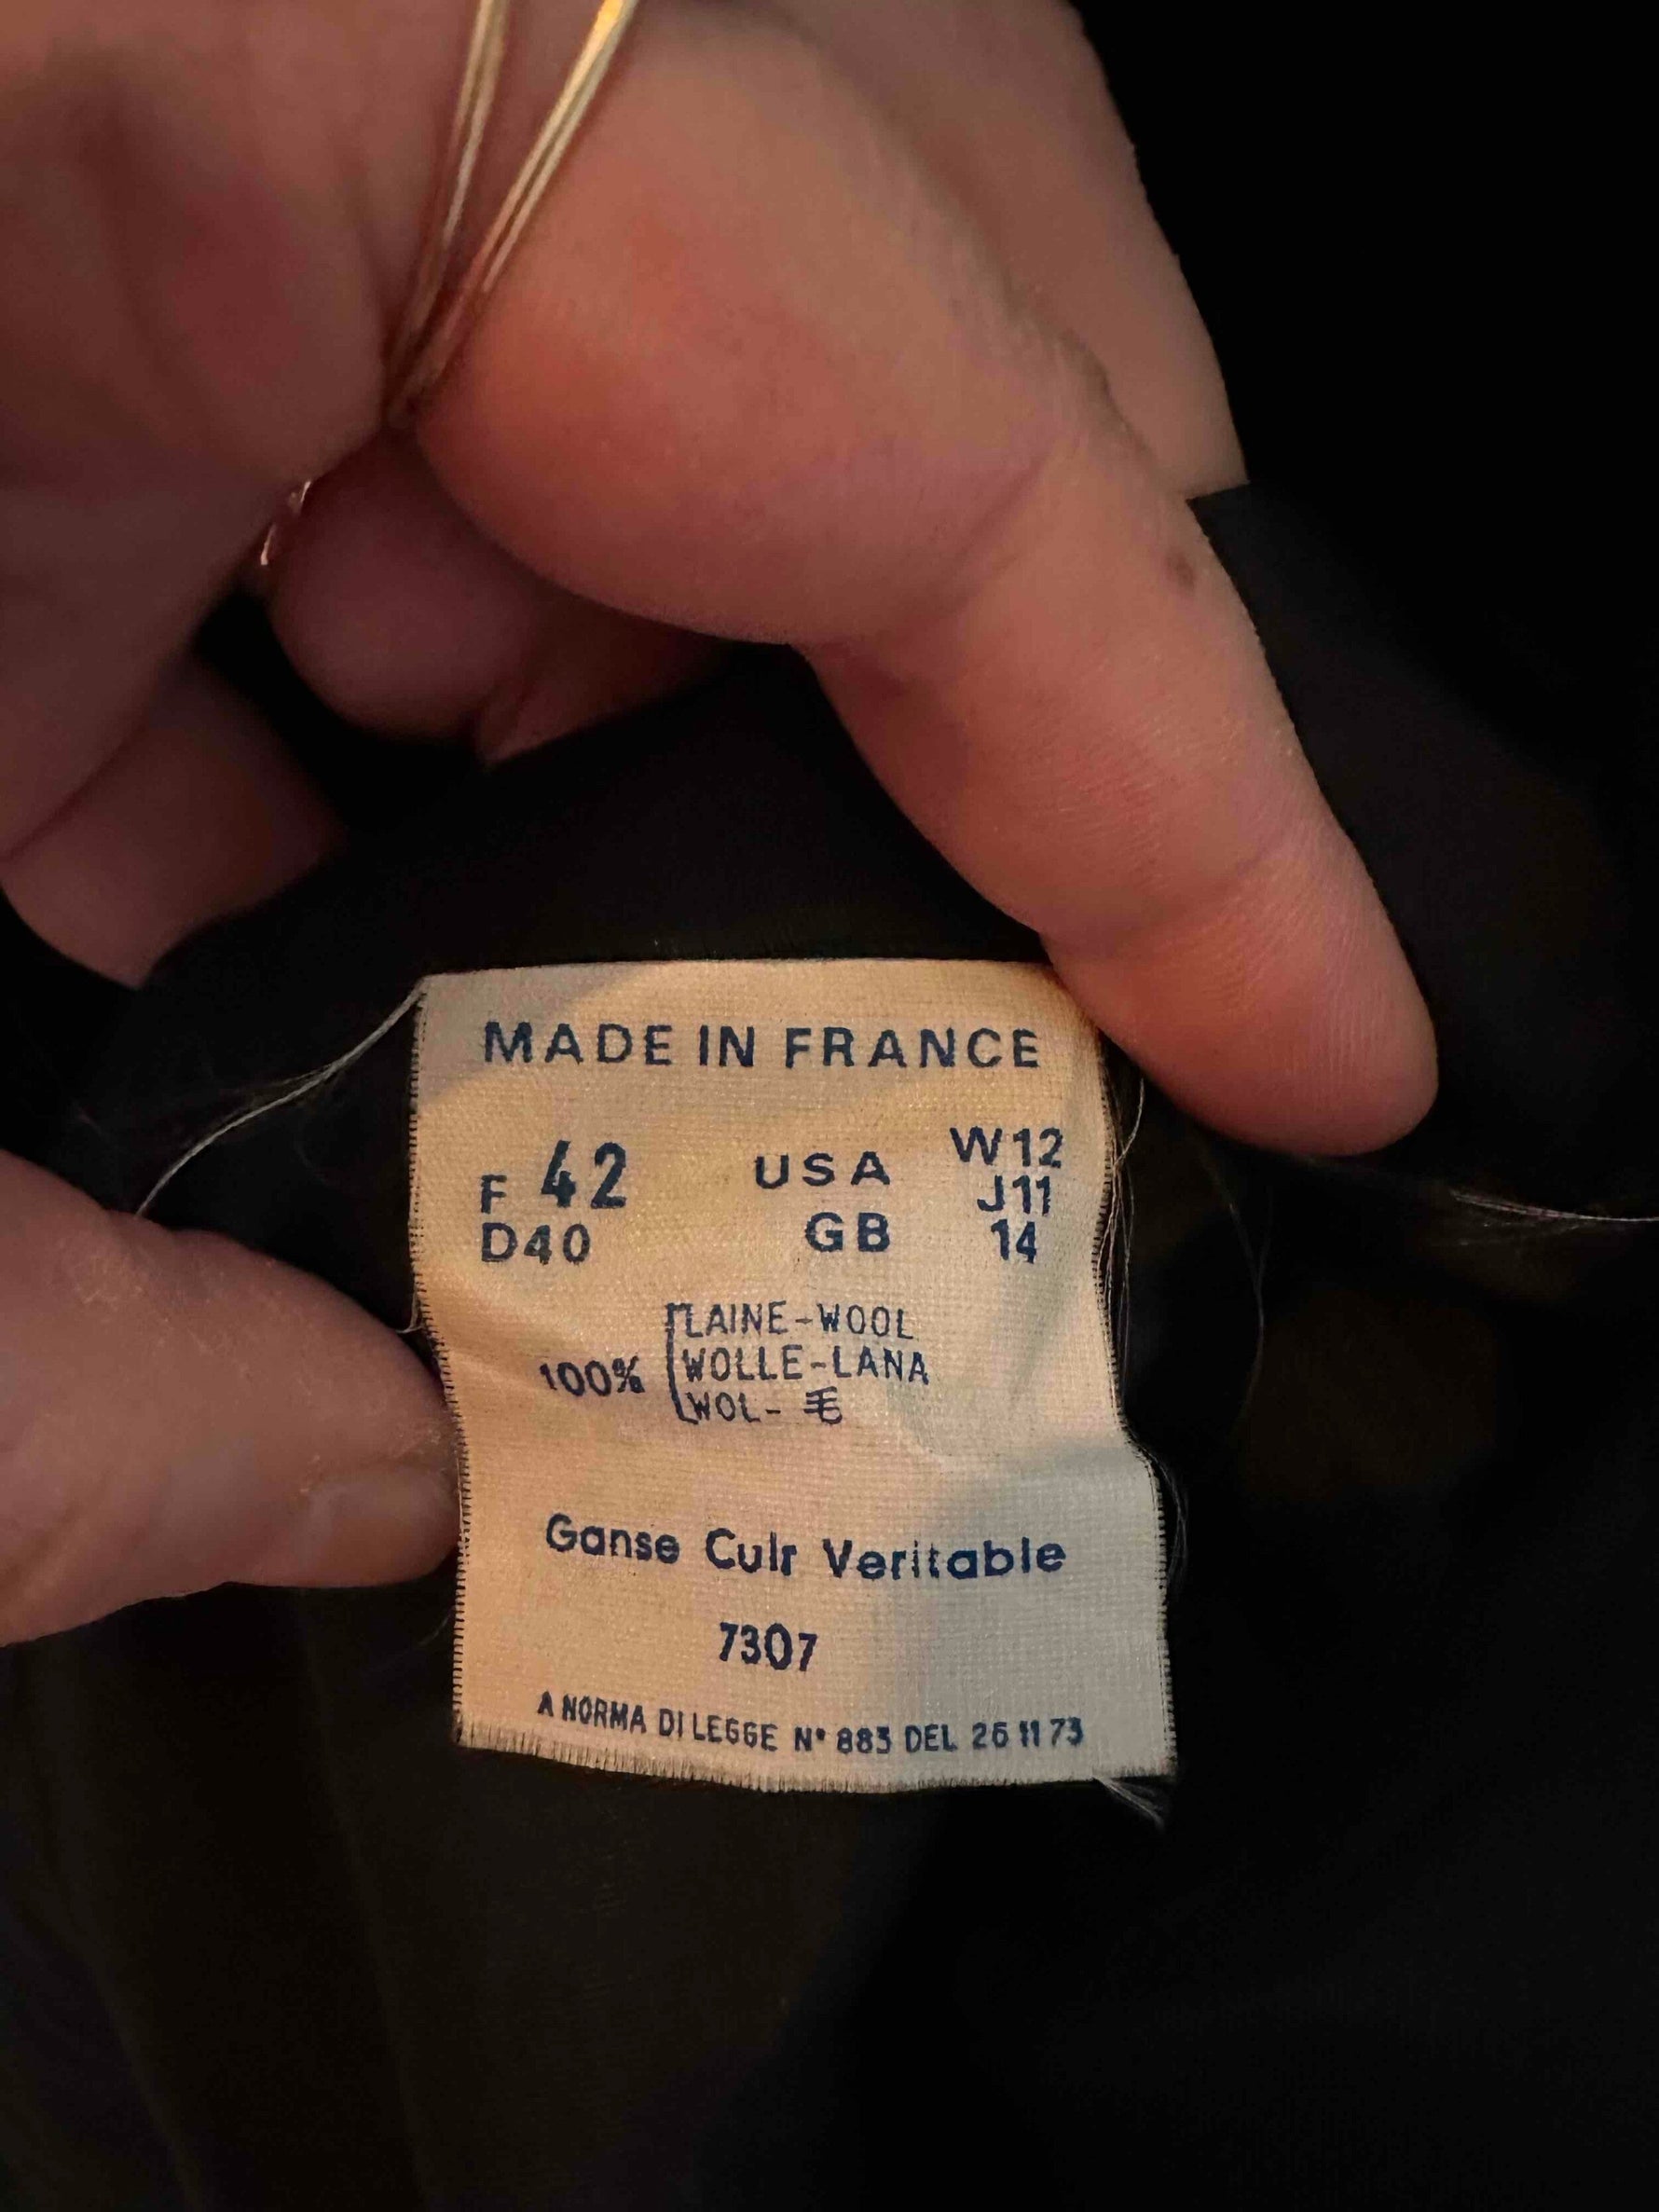 MADE IN FRANCE
F 42 USA W12
J11
D40 GB 14
LAINE-WOOL
100% WOLLE-LANA
WOL- 毛
Ganse Cuir Veritable
7307
A NORMA DI LEGGE N° 883 DEL 26 11 73